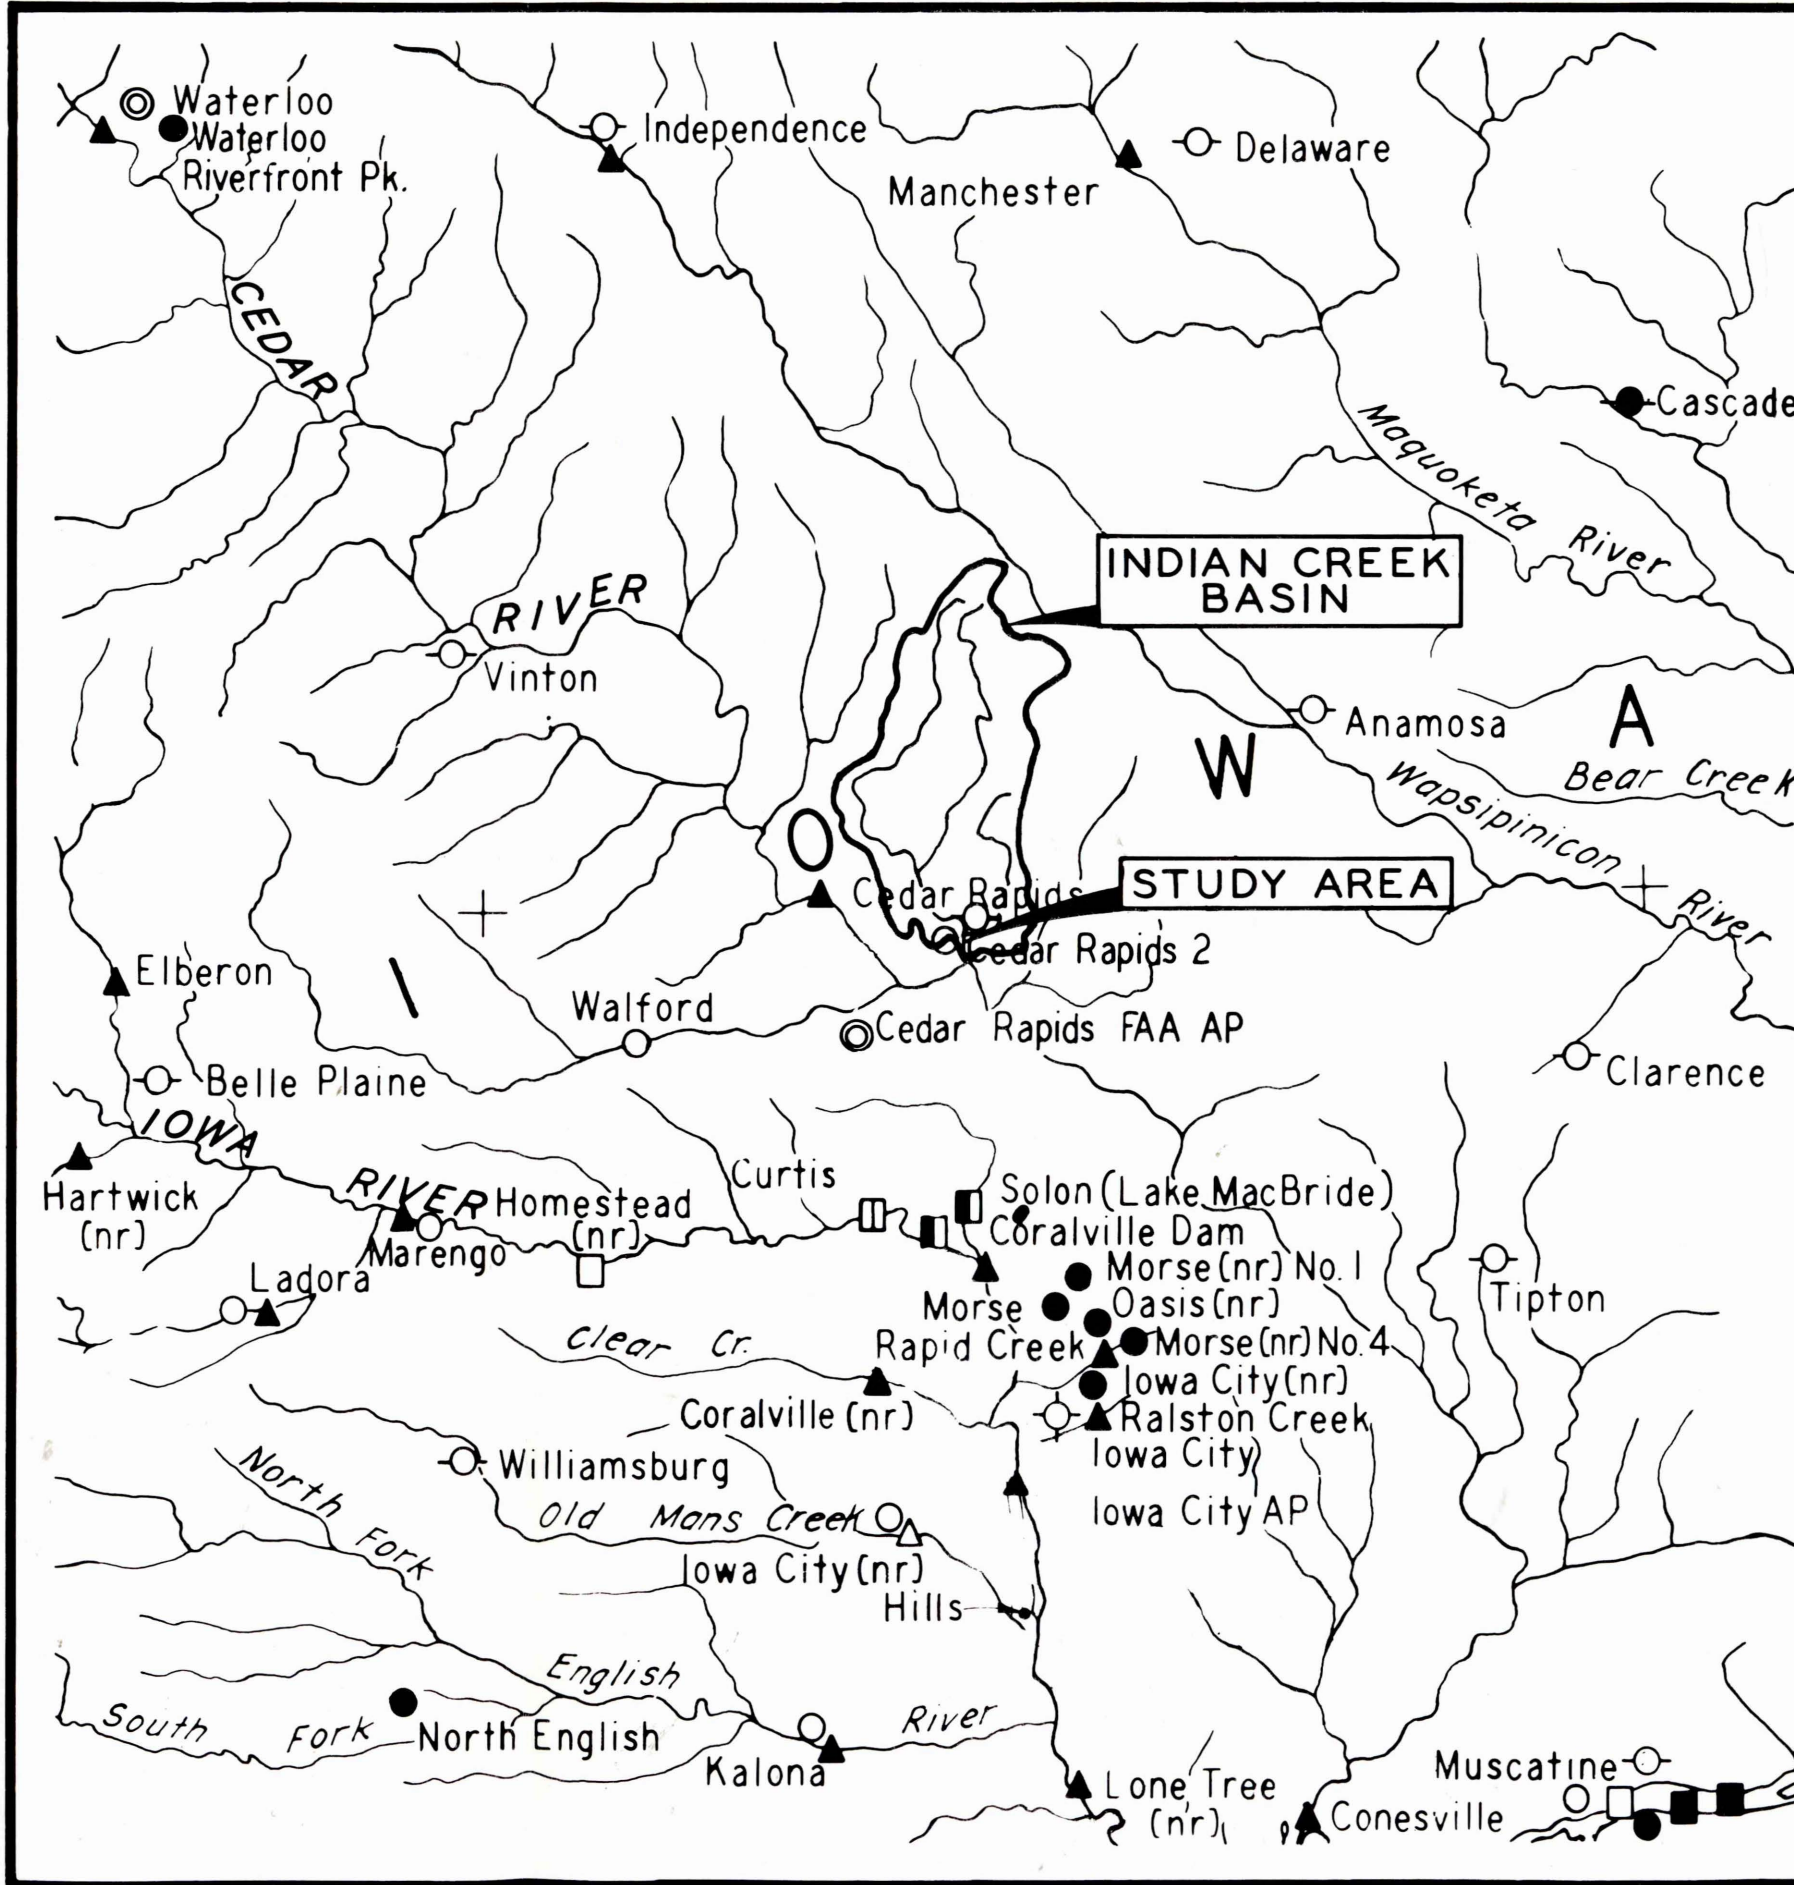 Waterloo
Waterloo
Riverfront Pk.
Independence
Delaware
Manchester
CEDAR
Cascade
Maquoketa River
INDIAN CREEK
BASIN
RIVER
Vinton
Anamosa
I O W A
Bear Creek
Wapsipinicon River
Cedar Rapids
STUDY AREA
Cedar Rapids 2
Elberon
Walford
Cedar Rapids FAA AP
Clarence
Belle Plaine
IOWA
RIVER
Hartwick
(nr)
Curtis
Solon (Lake MacBride)
Homestead
(nr)
Coralville Dam
Marengo
Ladora
Morse (nr) No. 1
Morse
Oasis (nr)
Tipton
Clear Cr.
Rapid Creek
Morse (nr) No. 4
Iowa City (nr)
Coralville (nr)
Ralston Creek
Iowa City
Williamsburg
North Fork
Old Mans Creek
Iowa City AP
Iowa City (nr)
Hills
English River
South Fork
North English
Kalona
Muscatine
Lone Tree
(nr)
Conesville